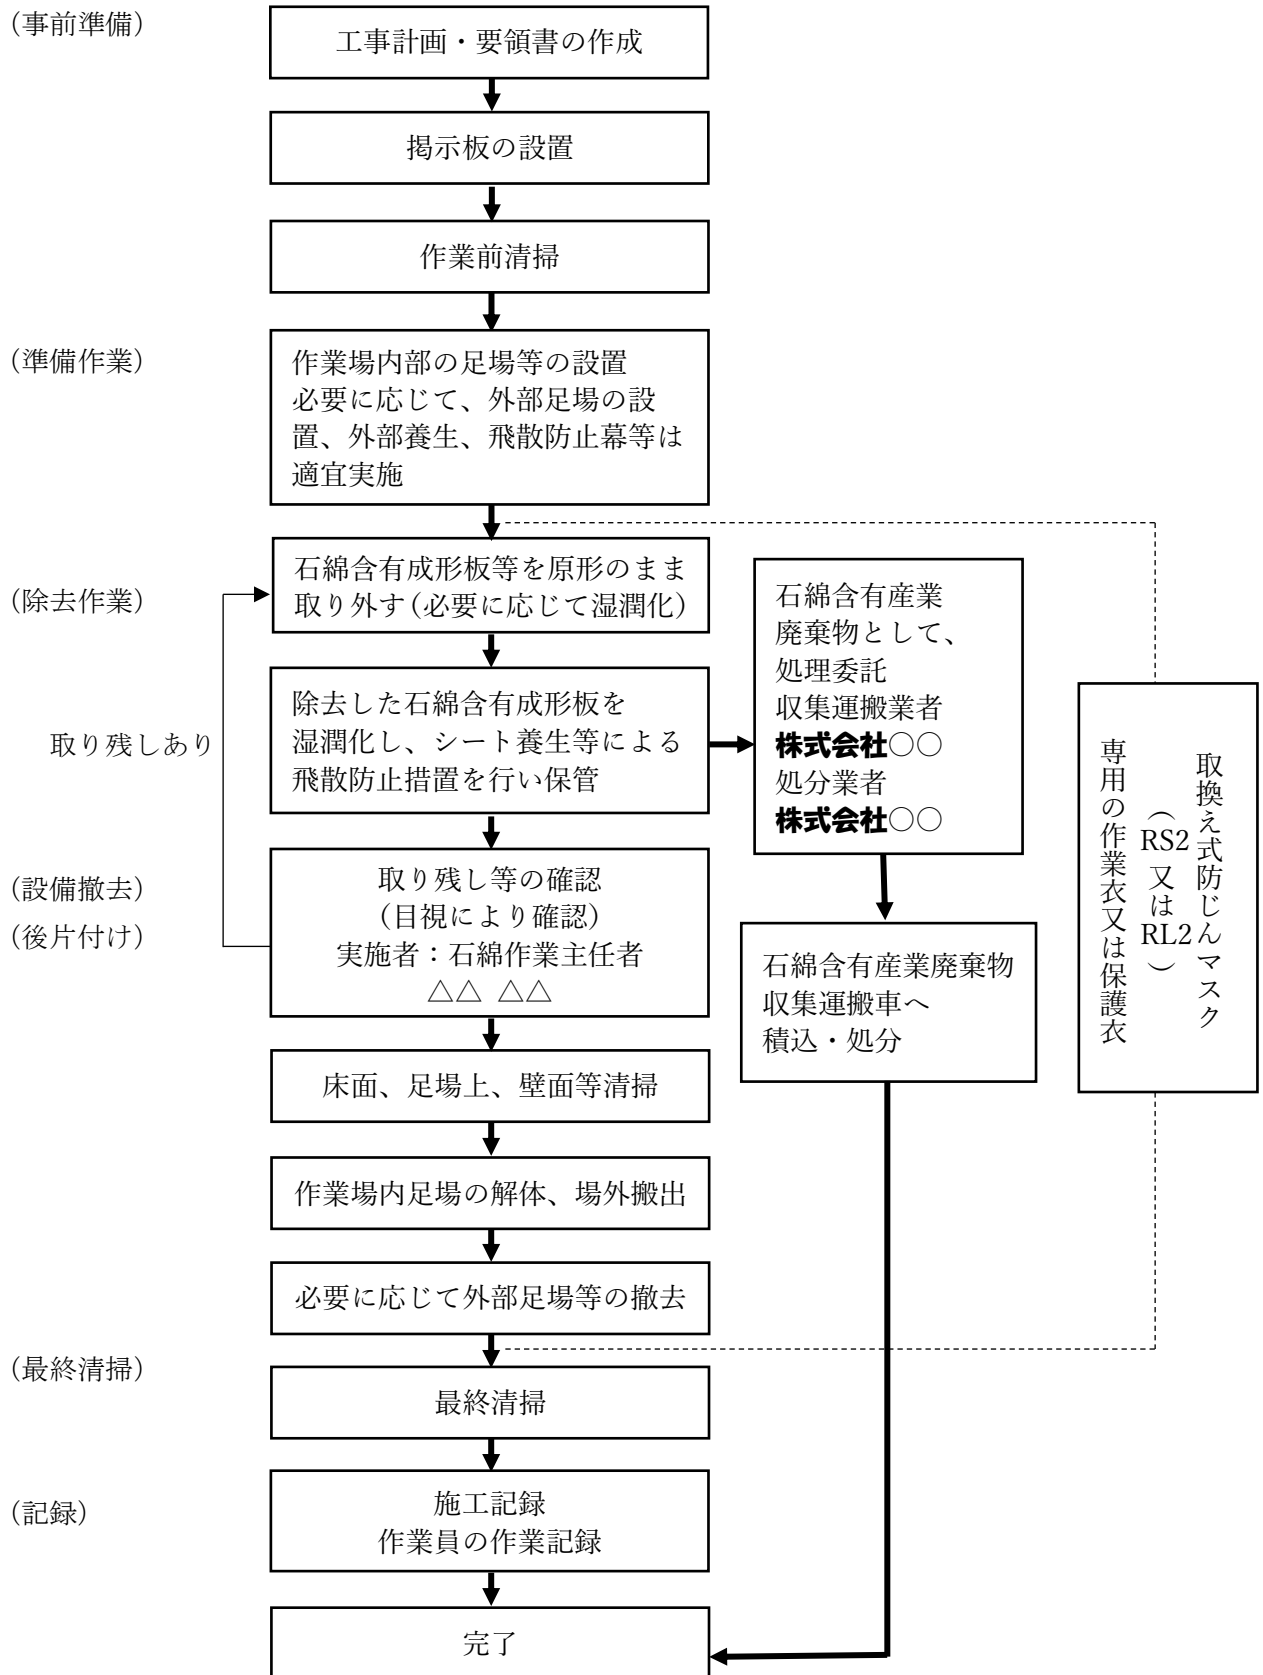 （事前準備）
工事計画・要領書の作成
掲示板の設置
作業前清掃
（準備作業）
作業場内部の足場等の設置
必要に応じて、外部足場の設
置、外部養生、飛散防止幕等は
適宜実施
（除去作業）
石綿含有成形板等を原形のまま
取り外す（必要に応じて湿潤化）
取り残しあり
除去した石綿含有成形板を
湿潤化し、シート養生等による
飛散防止措置を行い保管
石綿含有産業
廃棄物として、
処理委託
収集運搬業者
株式会社○○
処分業者
株式会社○○
取換え式防じんマスク
（RS2又はRL2）
専用の作業衣又は保護衣
（設備撤去）
（後片付け）
取り残し等の確認
（目視により確認）
実施者：石綿作業主任者
△△ △△
石綿含有産業廃棄物
収集運搬車へ
積込・処分
床面、足場上、壁面等清掃
作業場内足場の解体、場外搬出
必要に応じて外部足場等の撤去
（最終清掃）
最終清掃
（記録）
施工記録
作業員の作業記録
完了